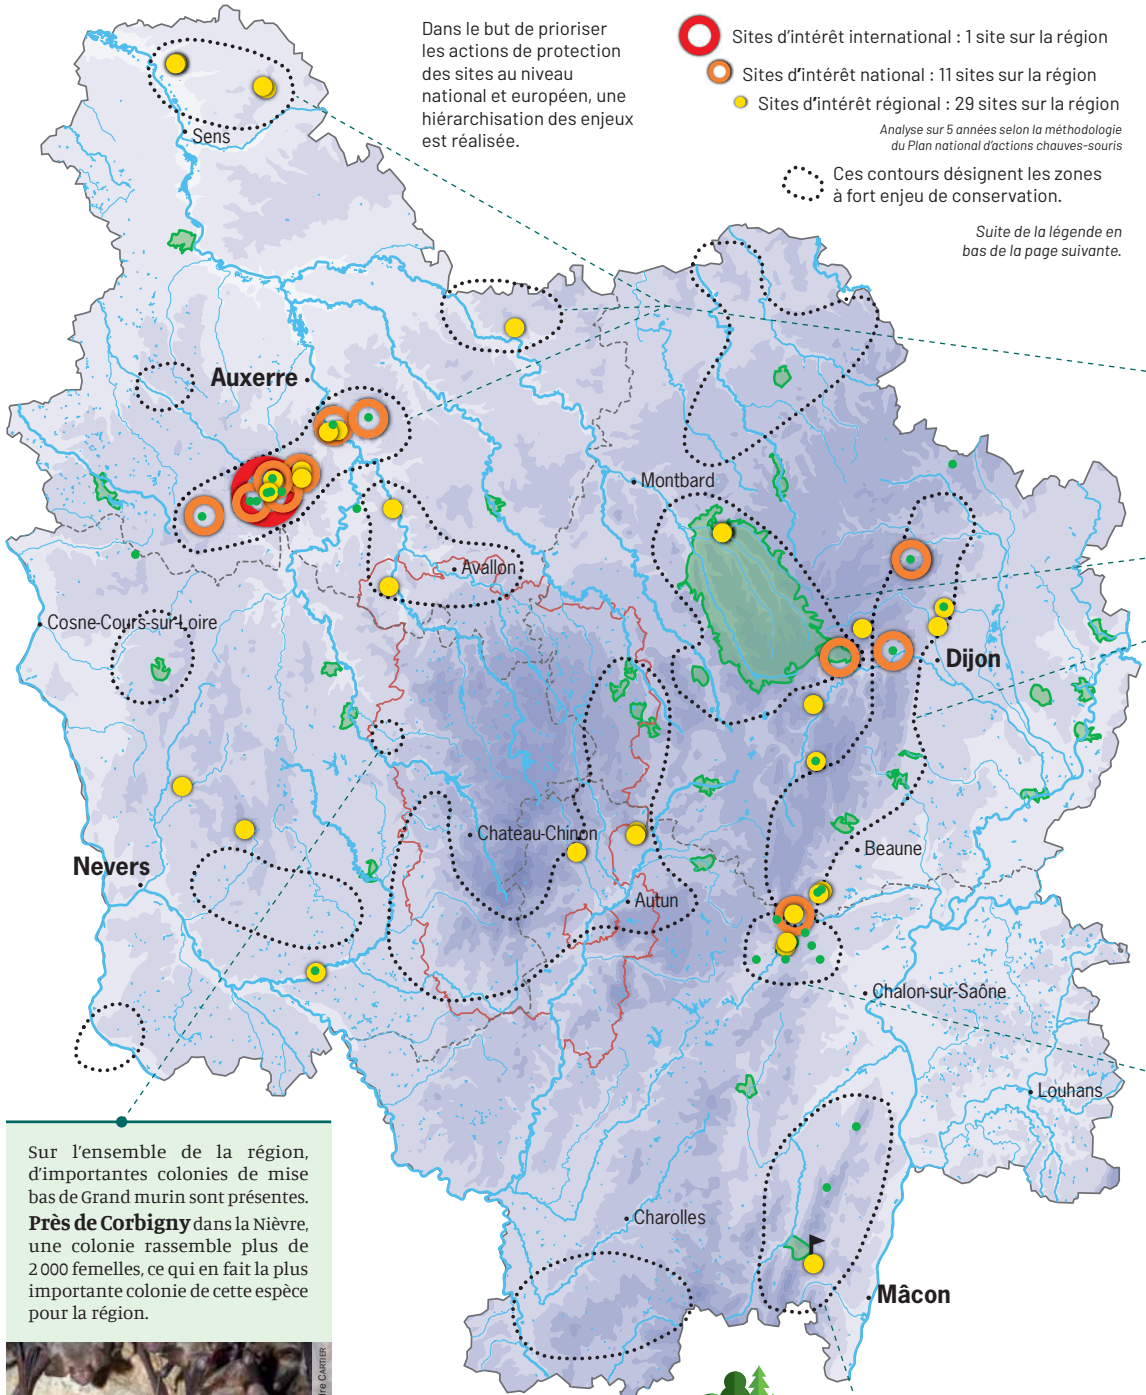 Dans le but de prioriser
les actions de protection
des sites au niveau
national et européen, une
hiérarchisation des enjeux
est réalisée.
Sites d'intérêt international : 1 site sur la région
Sites d'intérêt national : 11 sites sur la région
Sites d'intérêt régional : 29 sites sur la région
Analyse sur 5 années selon la méthodologie
du Plan national d'actions chauves-souris
Ces contours désignent les zones
à fort enjeu de conservation.
Suite de la légende en
bas de la page suivante.
Sens
Auxerre
Montbard
Avallon
Cosne-Cours-sur-Loire
Dijon
Chateau-Chinon
Beaune
Nevers
Autun
Chalon-sur-Saône
Louhans
Charolles
Mâcon
Sur l'ensemble de la région,
d'importantes colonies de mise
bas de Grand murin sont présentes.
Près de Corbigny dans la Nièvre,
une colonie rassemble plus de
2 000 femelles, ce qui en fait la plus
importante colonie de cette espèce
pour la région.
CARTIER